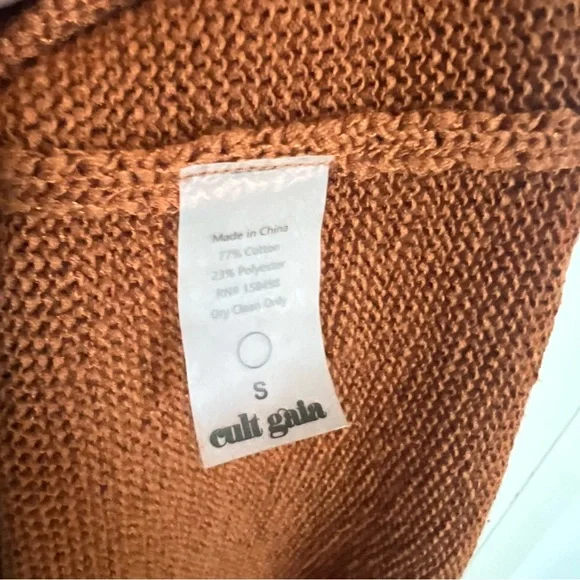 Made in China
77% Cotton
23% Polyester
RN# 158498
Dry Clean Only
S
cult gaia